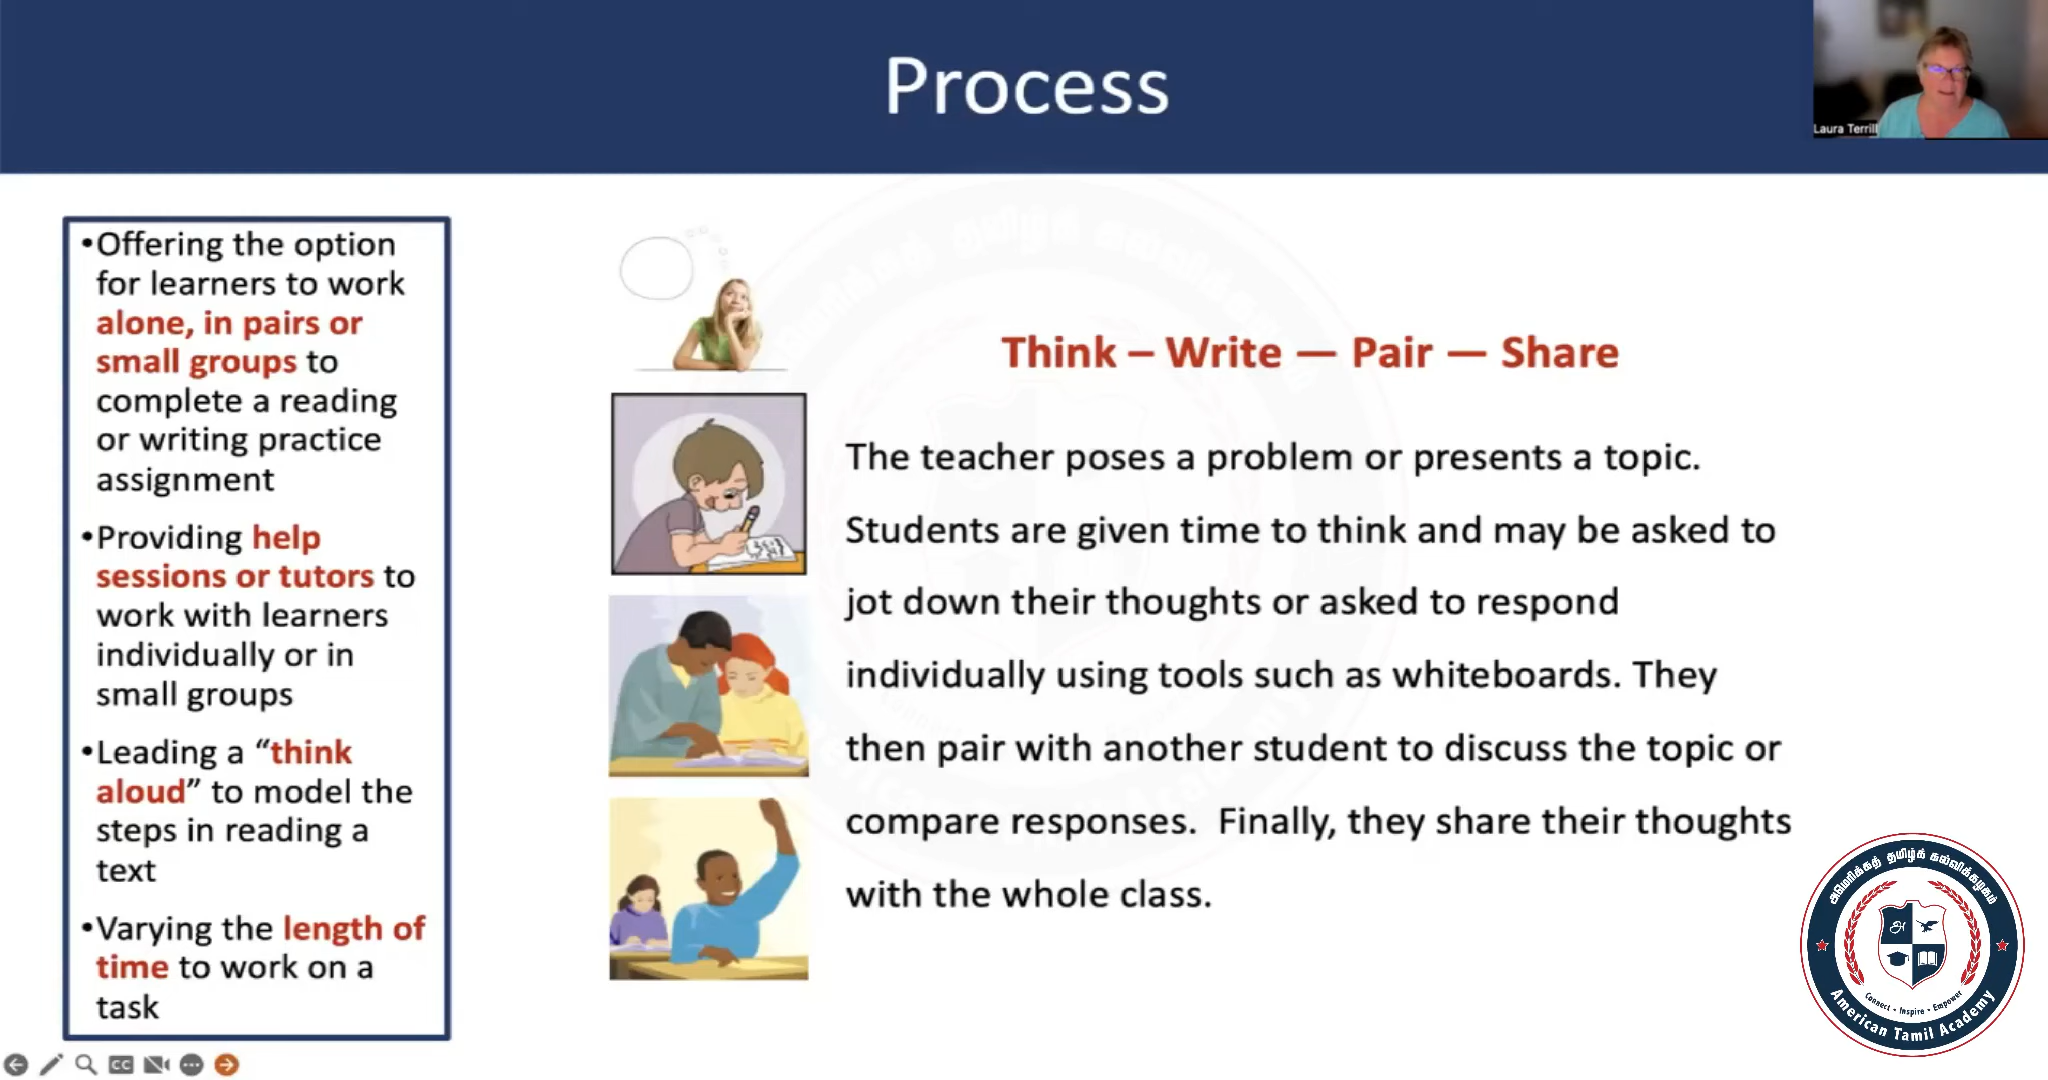 Process
Laura Terrill
•Offering the option
for learners to work
alone, in pairs or
small groups to
complete a reading
or writing practice
assignment
•Providing help
sessions or tutors to
work with learners
individually or in
small groups
•Leading a “think
aloud” to model the
steps in reading a
text
•Varying the length of
time to work on a
task
Think – Write — Pair — Share
The teacher poses a problem or presents a topic.
Students are given time to think and may be asked to
jot down their thoughts or asked to respond
individually using tools such as whiteboards. They
then pair with another student to discuss the topic or
compare responses. Finally, they share their thoughts
with the whole class.
அமெரிக்கத் தமிழ்க் கல்விக்கழகம்
அ
Connect • Inspire • Empower
American Tamil Academy
CC